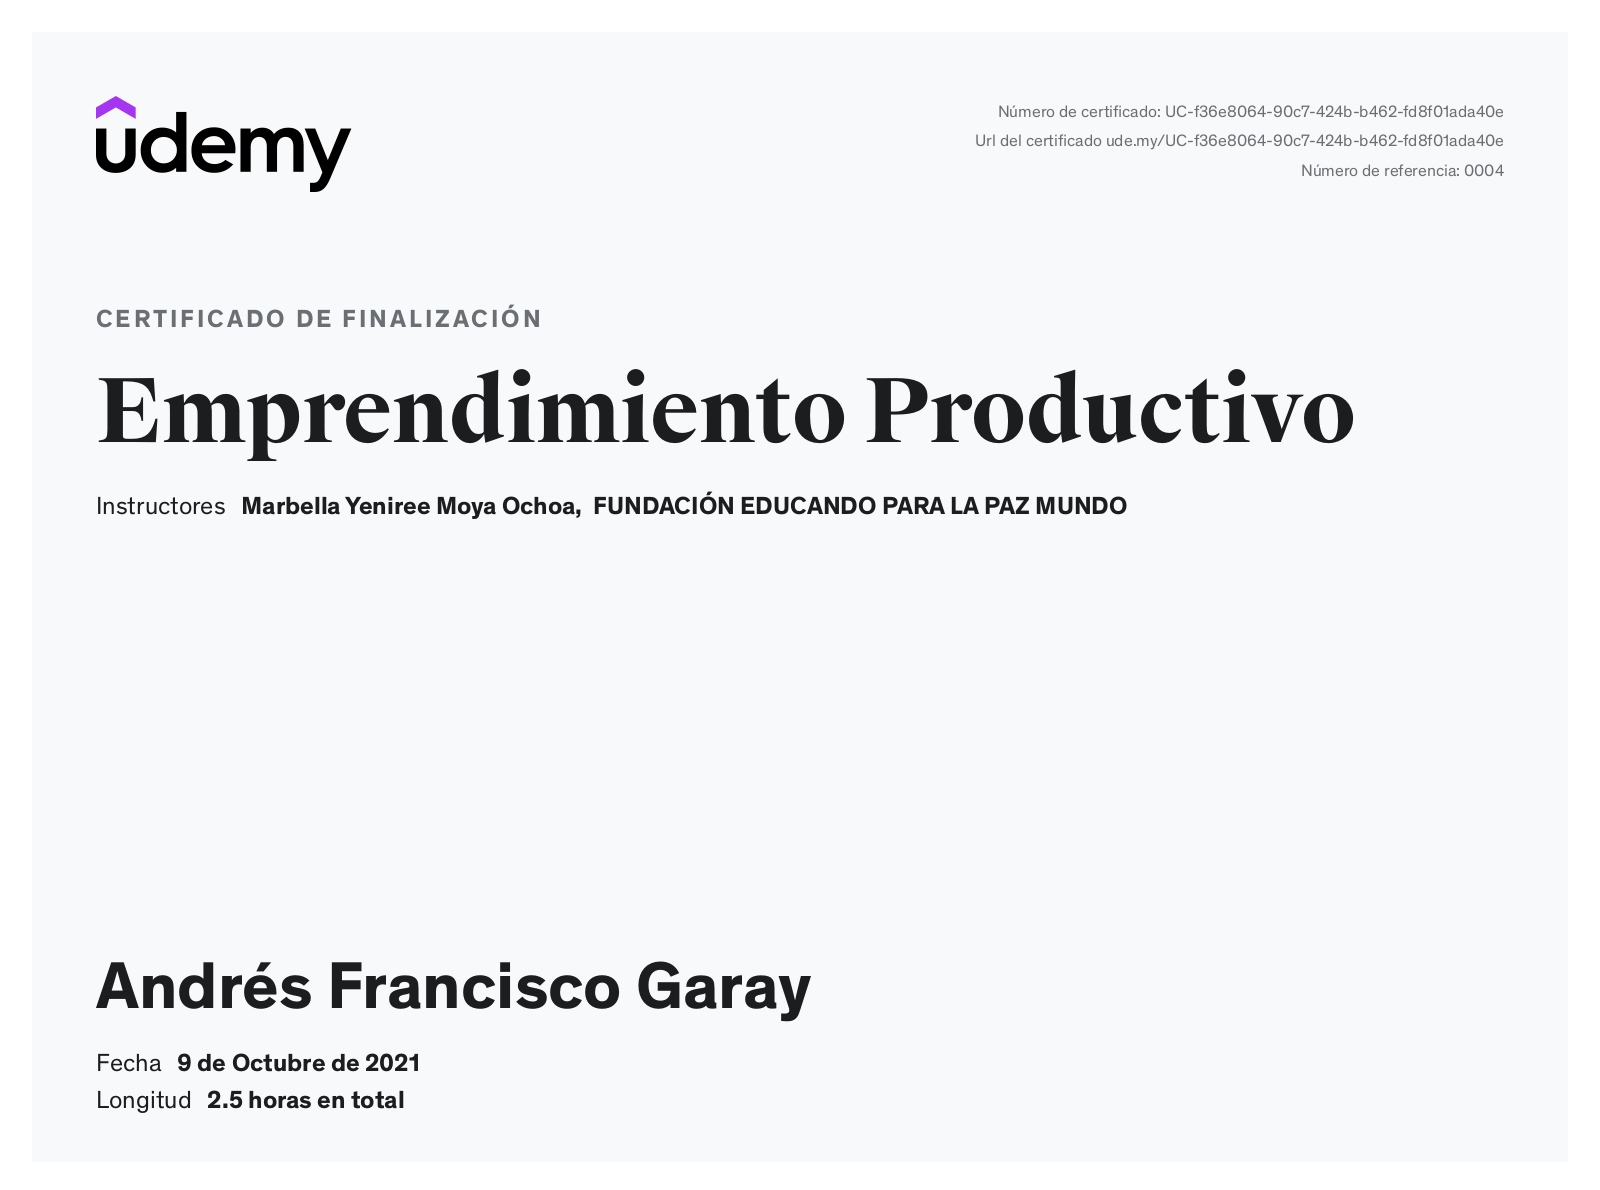 udemy
Número de certificado: UC-f36e8064-90c7-424b-b462-fd8f01ada40e
Url del certificado ude.my/UC-f36e8064-90c7-424b-b462-fd8f01ada40e
Número de referencia: 0004
CERTIFICADO DE FINALIZACIÓN
Emprendimiento Productivo
Instructores Marbella Yeniree Moya Ochoa, FUNDACIÓN EDUCANDO PARA LA PAZ MUNDO
Andrés Francisco Garay
Fecha 9 de Octubre de 2021
Longitud 2.5 horas en total